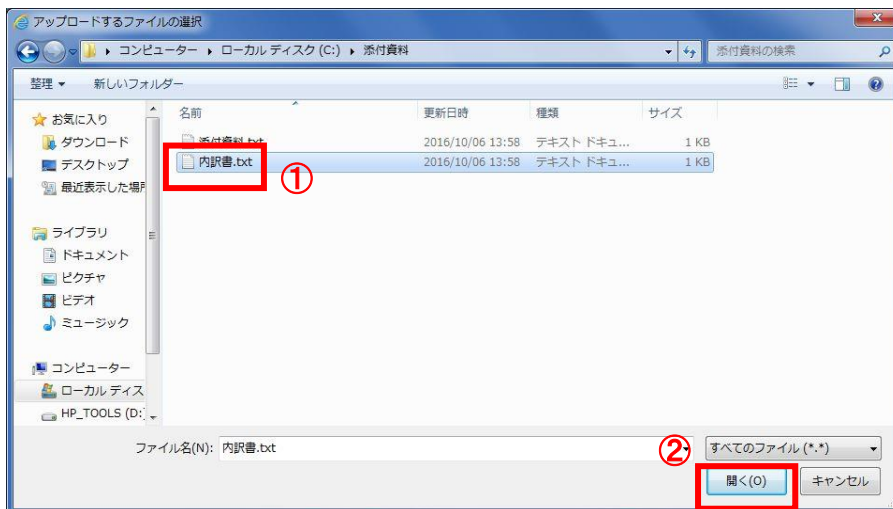 アップロードするファイルの選択
コンピューター ▸ ローカル ディスク (C:) ▸ 添付資料
添付資料の検索
整理 ▼ 新しいフォルダー
名前 更新日時 種類 サイズ
添付資料.txt 2016/10/06 13:58 テキスト ドキュ... 1 KB
内訳書.txt 2016/10/06 13:58 テキスト ドキュ... 1 KB
①
お気に入り
ダウンロード
デスクトップ
最近表示した場所
ライブラリ
ドキュメント
ピクチャ
ビデオ
ミュージック
コンピューター
ローカル ディス
HP_TOOLS (D:)
ファイル名(N): 内訳書.txt
②
すべてのファイル (*.*)
開く(O) キャンセル